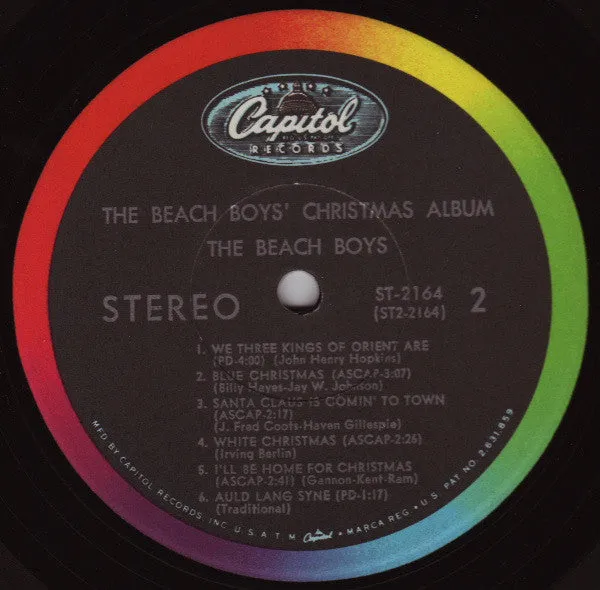 Capitol
RECORDS
THE BEACH BOYS' CHRISTMAS ALBUM
THE BEACH BOYS
STEREO
ST-2164
(ST2-2164)
2
1. WE THREE KINGS OF ORIENT ARE
(PD-4:00) (John Henry Hopkins)
2. BLUE CHRISTMAS (ASCAP-3:07)
(Billy Hayes-Jay W. Johnson)
3. SANTA CLAUS IS COMIN' TO TOWN
(ASCAP-2:17)
(J. Fred Coots-Haven Gillespie)
4. WHITE CHRISTMAS (ASCAP-2:26)
(Irving Berlin)
5. I'LL BE HOME FOR CHRISTMAS
(ASCAP-2:41) (Gannon-Kent-Ram)
6. AULD LANG SYNE (PD-1:17)
(Traditional)
MFD BY CAPITOL RECORDS, INC. U.S.A. T.M. Capitol • MARCA REG. • U.S. PAT. NO. 2,631,859